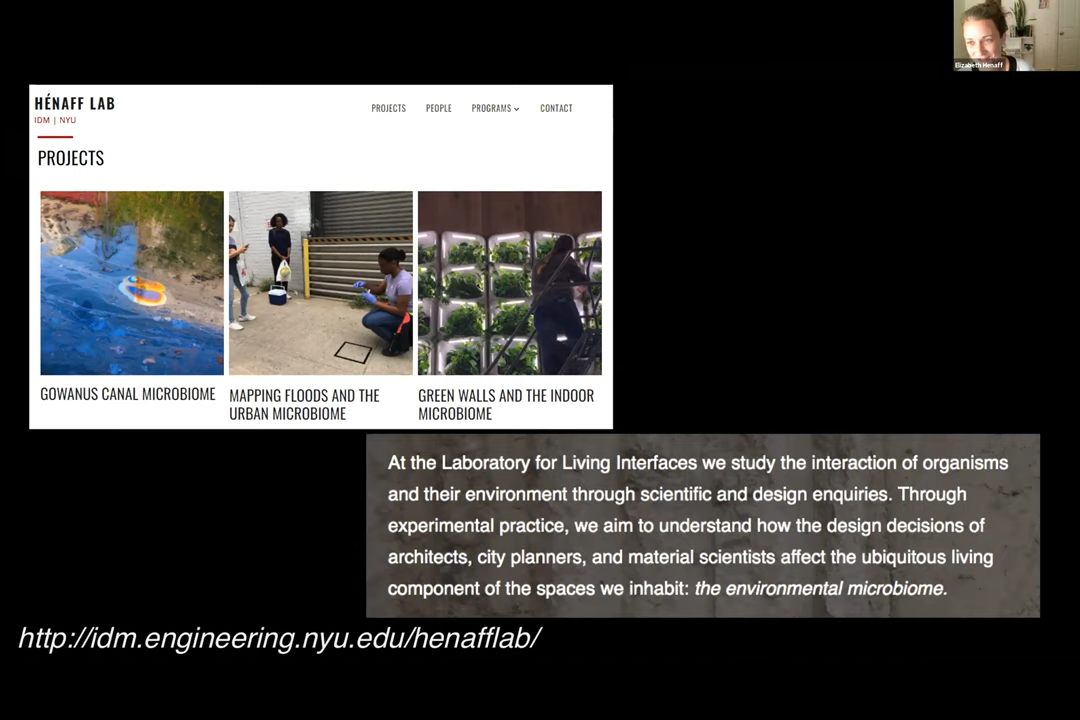 Elizabeth Henaff
HÉNAFF LAB
IDM | NYU
PROJECTS PEOPLE PROGRAMS CONTACT
PROJECTS
GOWANUS CANAL MICROBIOME
MAPPING FLOODS AND THE
URBAN MICROBIOME
GREEN WALLS AND THE INDOOR
MICROBIOME
At the Laboratory for Living Interfaces we study the interaction of organisms
and their environment through scientific and design enquiries. Through
experimental practice, we aim to understand how the design decisions of
architects, city planners, and material scientists affect the ubiquitous living
component of the spaces we inhabit: the environmental microbiome.
http://idm.engineering.nyu.edu/henafflab/